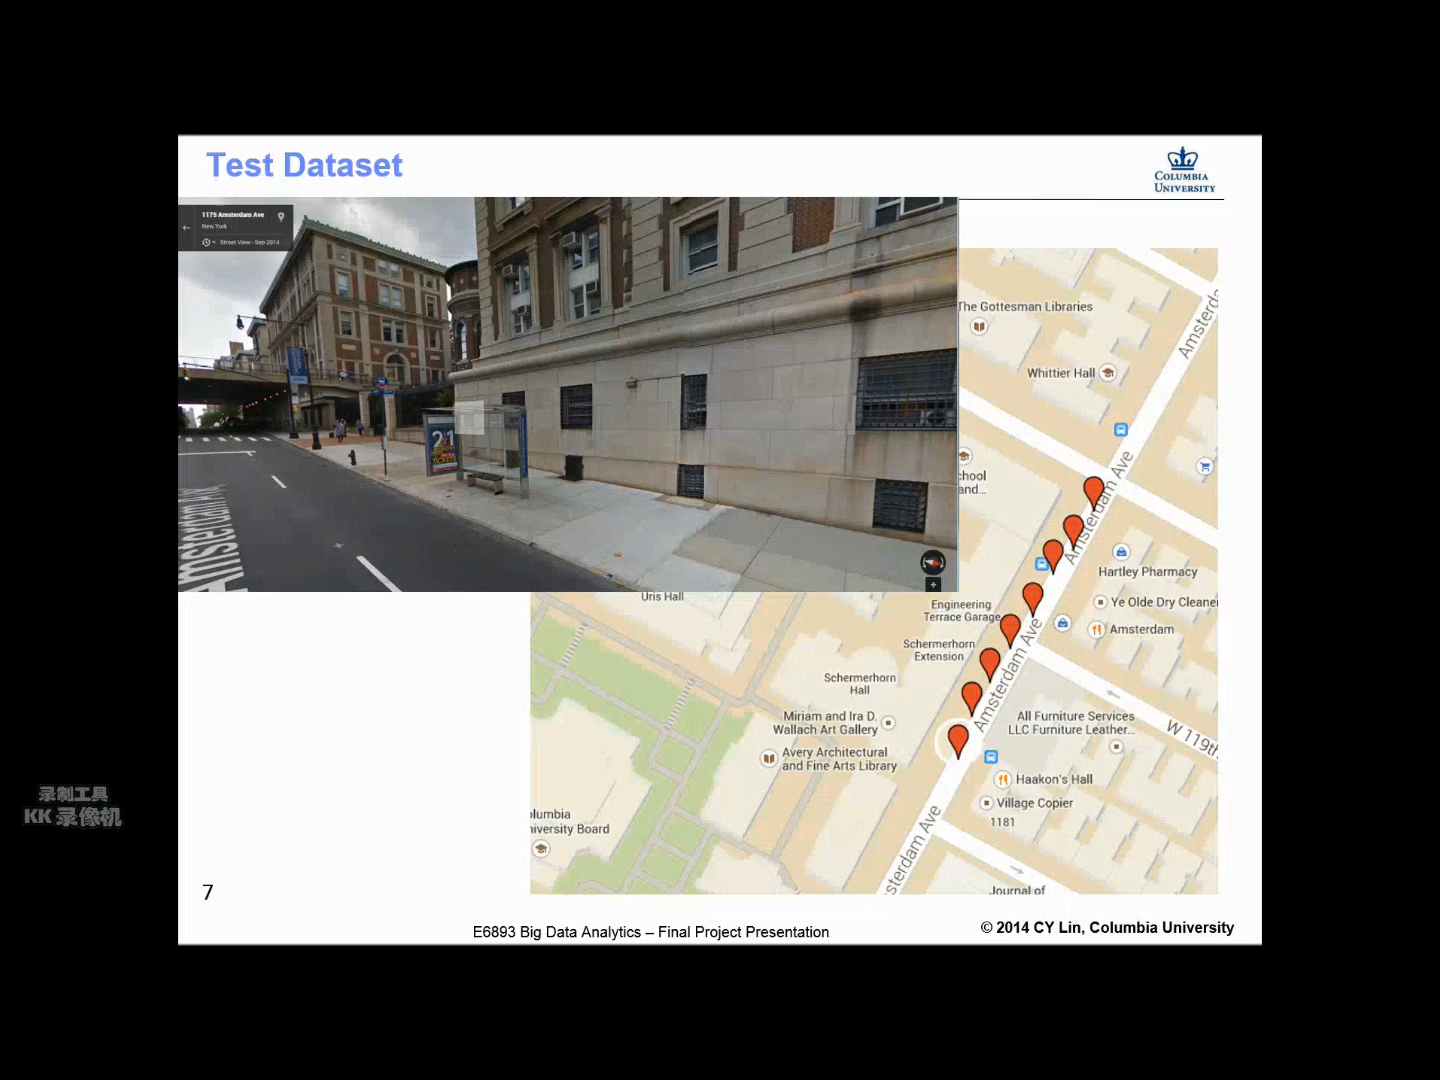 Test Dataset
COLUMBIA
UNIVERSITY
1175 Amsterdam Ave
New York
Street View - Sep 2014
21
Amsterdam Ave
The Gottesman Libraries
Amsterda
Whittier Hall
chool
and...
Amsterdam Ave
Hartley Pharmacy
Uris Hall
Engineering
Terrace Garage
Ye Olde Dry Cleane
Amsterdam
Schermerhorn
Extension
Amsterdam Ave
Schermerhorn
Hall
Miriam and Ira D.
Wallach Art Gallery
All Furniture Services
LLC Furniture Leather...
W 119th
Avery Architectural
and Fine Arts Library
Haakon's Hall
Village Copier
1181
olumbia
niversity Board
sterdam Ave
Journal of
录制工具
KK 录像机
7
E6893 Big Data Analytics – Final Project Presentation
© 2014 CY Lin, Columbia University